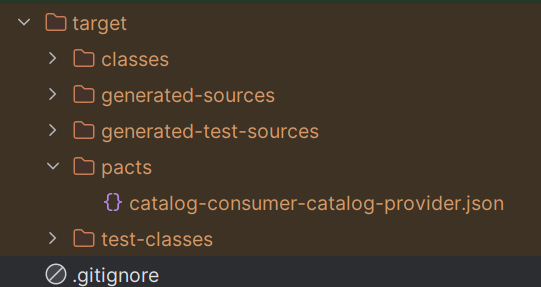 target
classes
generated-sources
generated-test-sources
pacts
{} catalog-consumer-catalog-provider.json
test-classes
.gitignore